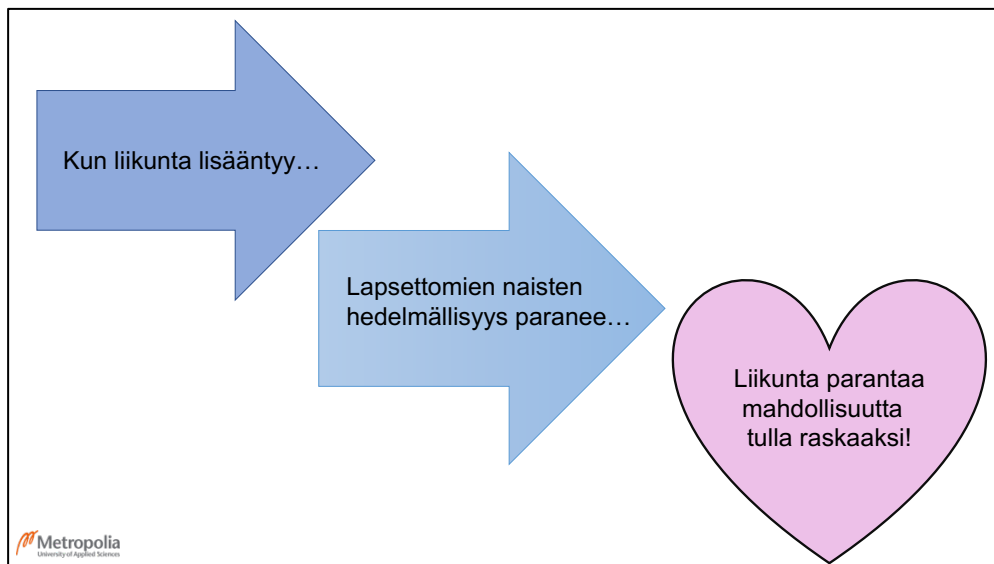 Kun liikunta lisääntyy…
Lapsettomien naisten
hedelmällisyys paranee…
Liikunta parantaa
mahdollisuutta
tulla raskaaksi!
Metropolia
University of Applied Sciences